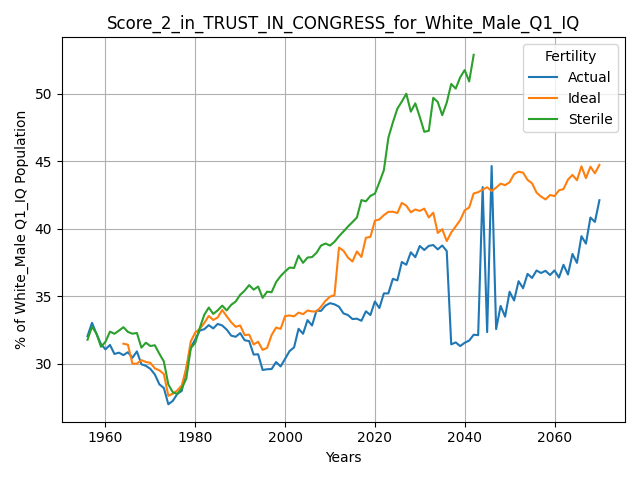 Score_2_in_TRUST_IN_CONGRESS_for_White_Male_Q1_IQ
Fertility
Actual
Ideal
Sterile
% of White_Male Q1_IQ Population
50
45
40
35
30
1960
1980
2000
2020
2040
2060
Years